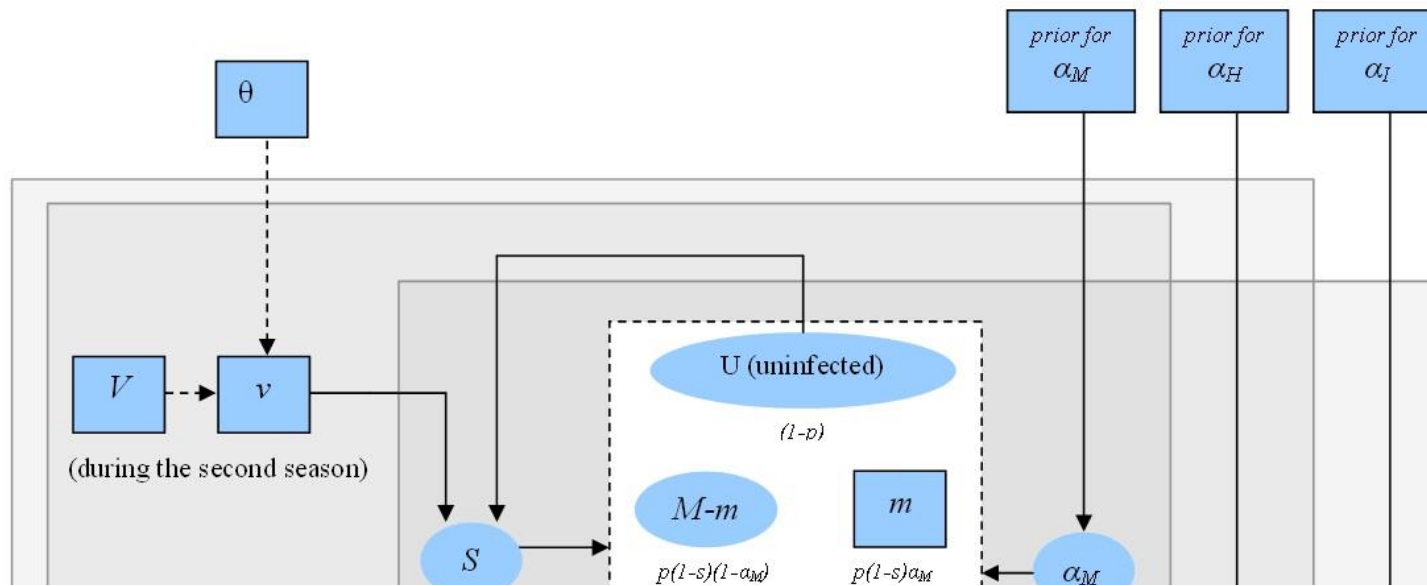 prior for
α_M
prior for
α_H
prior for
α_I
θ
V
v
(during the second season)
U (uninfected)
(1-p)
M-m
m
S
p(1-s)(1-α_M)
p(1-s)α_M
α_M